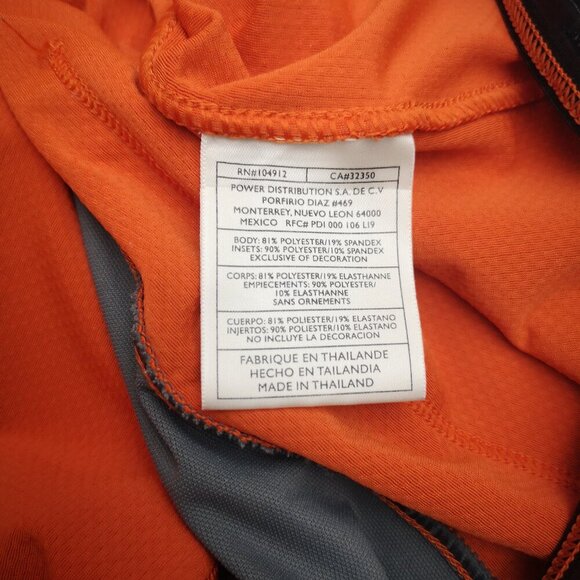 RN#104912 CA#32350
POWER DISTRIBUTION S.A. DE C.V
PORFIRIO DIAZ #469
MONTERREY, NUEVO LEON 64000
MEXICO RFC# PDI 000 106 L19
BODY: 81% POLYESTER/19% SPANDEX
INSETS: 90% POLYESTER/10% SPANDEX
EXCLUSIVE OF DECORATION
CORPS: 81% POLYESTER/19% ELASTHANNE
EMPIECEMENTS: 90% POLYESTER/
10% ELASTHANNE
SANS ORNEMENTS
CUERPO: 81% POLIESTER/19% ELASTANO
INJERTOS: 90% POLIESTER/10% ELASTANO
NO INCLUYE LA DECORACION
FABRIQUE EN THAILANDE
HECHO EN TAILANDIA
MADE IN THAILAND